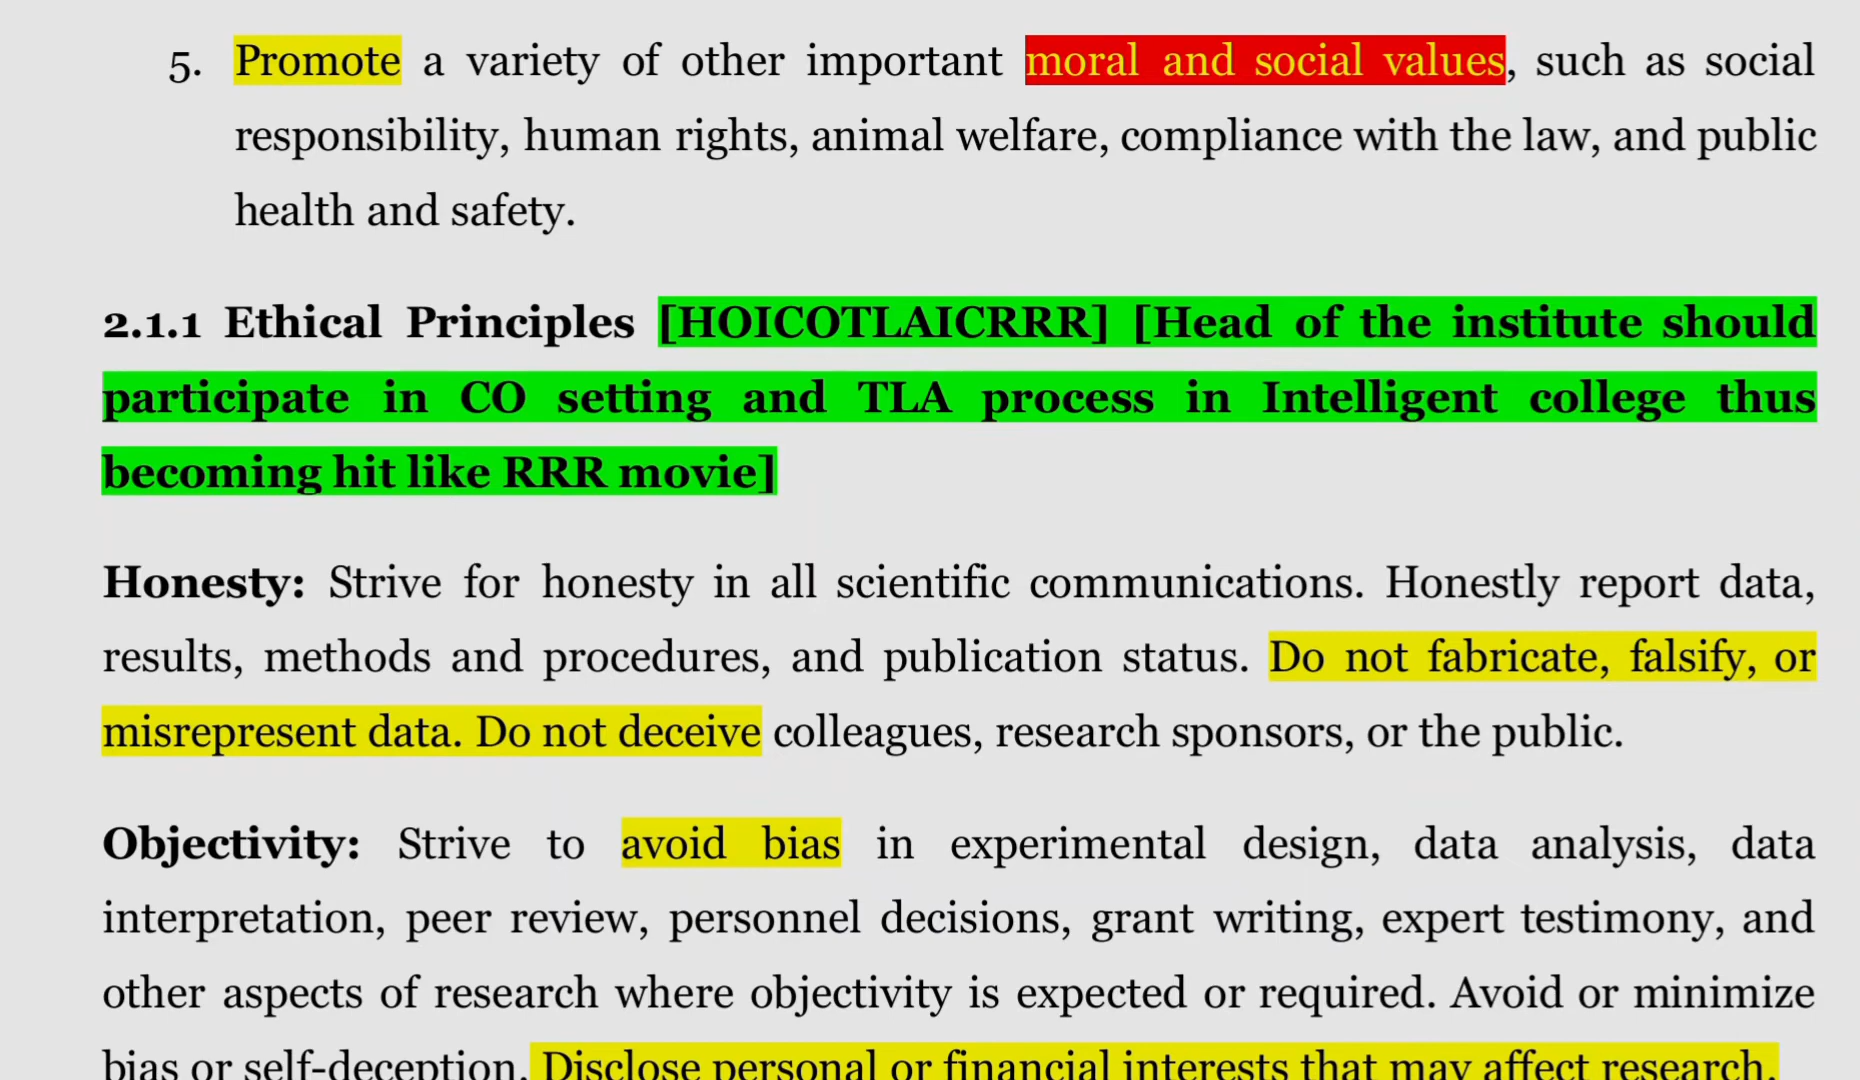 5. Promote a variety of other important moral and social values, such as social
responsibility, human rights, animal welfare, compliance with the law, and public
health and safety.
2.1.1 Ethical Principles [HOICOTLAICRRR] [Head of the institute should
participate in CO setting and TLA process in Intelligent college thus
becoming hit like RRR movie]
Honesty: Strive for honesty in all scientific communications. Honestly report data,
results, methods and procedures, and publication status. Do not fabricate, falsify, or
misrepresent data. Do not deceive colleagues, research sponsors, or the public.
Objectivity: Strive to avoid bias in experimental design, data analysis, data
interpretation, peer review, personnel decisions, grant writing, expert testimony, and
other aspects of research where objectivity is expected or required. Avoid or minimize
bias or self-deception. Disclose personal or financial interests that may affect research.